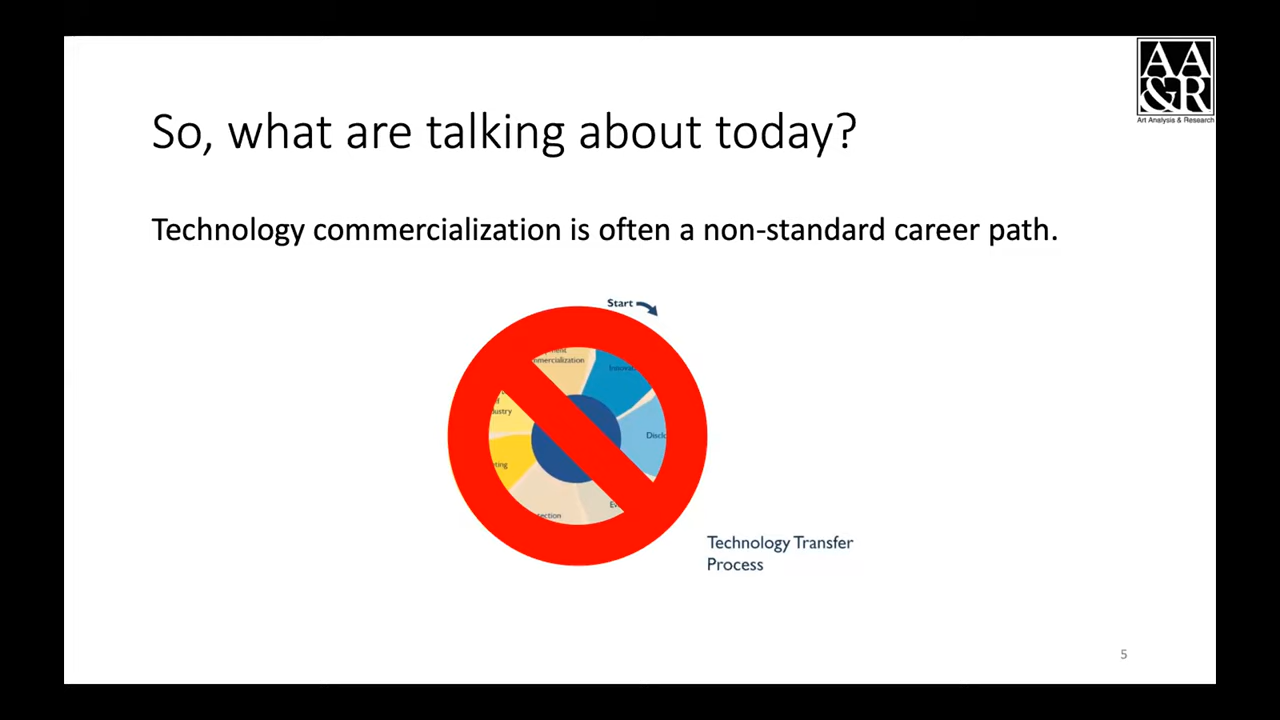 AA
&R
Art Analysis & Research
So, what are talking about today?
Technology commercialization is often a non-standard career path.
Start
Technology Transfer
Process
5